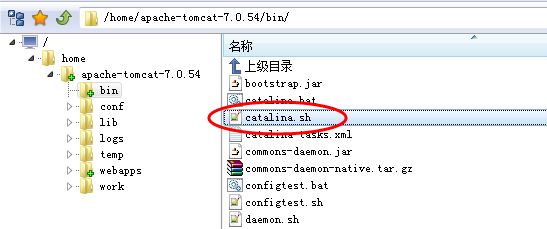 /home/apache-tomcat-7.0.54/bin/
/
home
apache-tomcat-7.0.54
bin
conf
lib
logs
temp
webapps
work
名称
上级目录
bootstrap.jar
catalina.bat
catalina.sh
catalina-tasks.xml
commons-daemon.jar
commons-daemon-native.tar.gz
configtest.bat
configtest.sh
daemon.sh